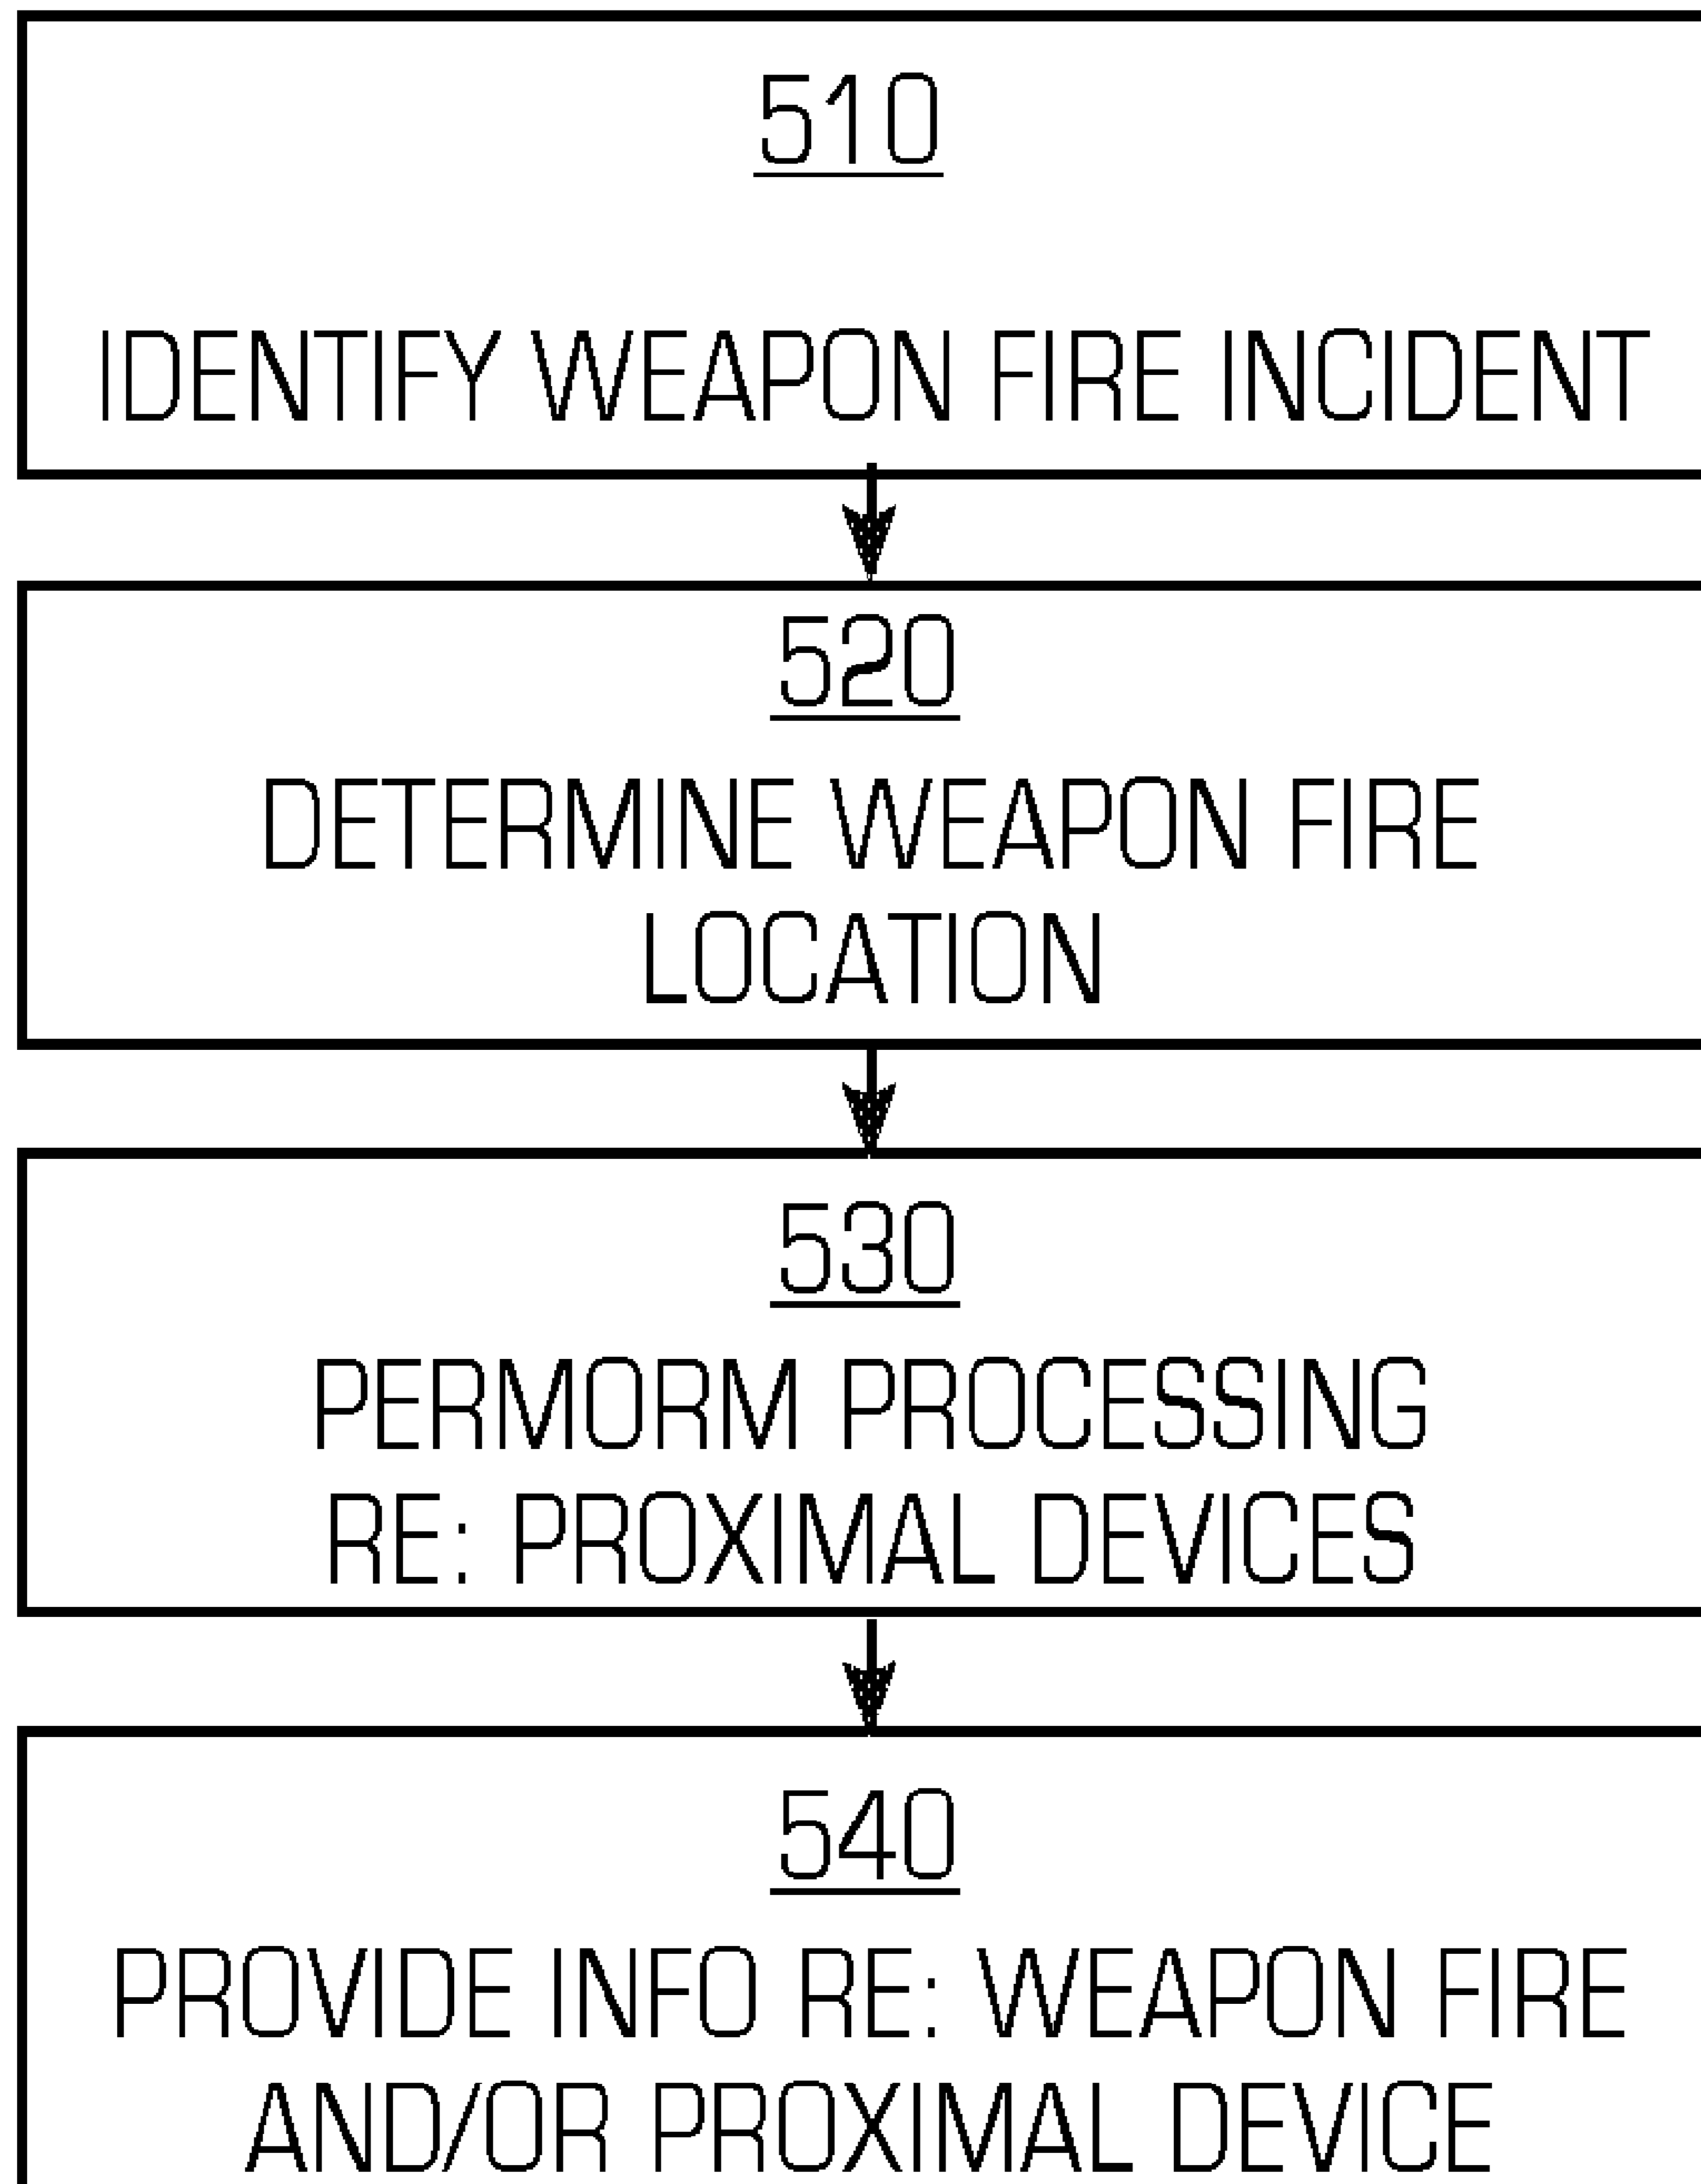 510
IDENTIFY WEAPON FIRE INCIDENT
520
DETERMINE WEAPON FIRE
LOCATION
530
PERMORM PROCESSING
RE: PROXIMAL DEVICES
540
PROVIDE INFO RE: WEAPON FIRE
AND/OR PROXIMAL DEVICE